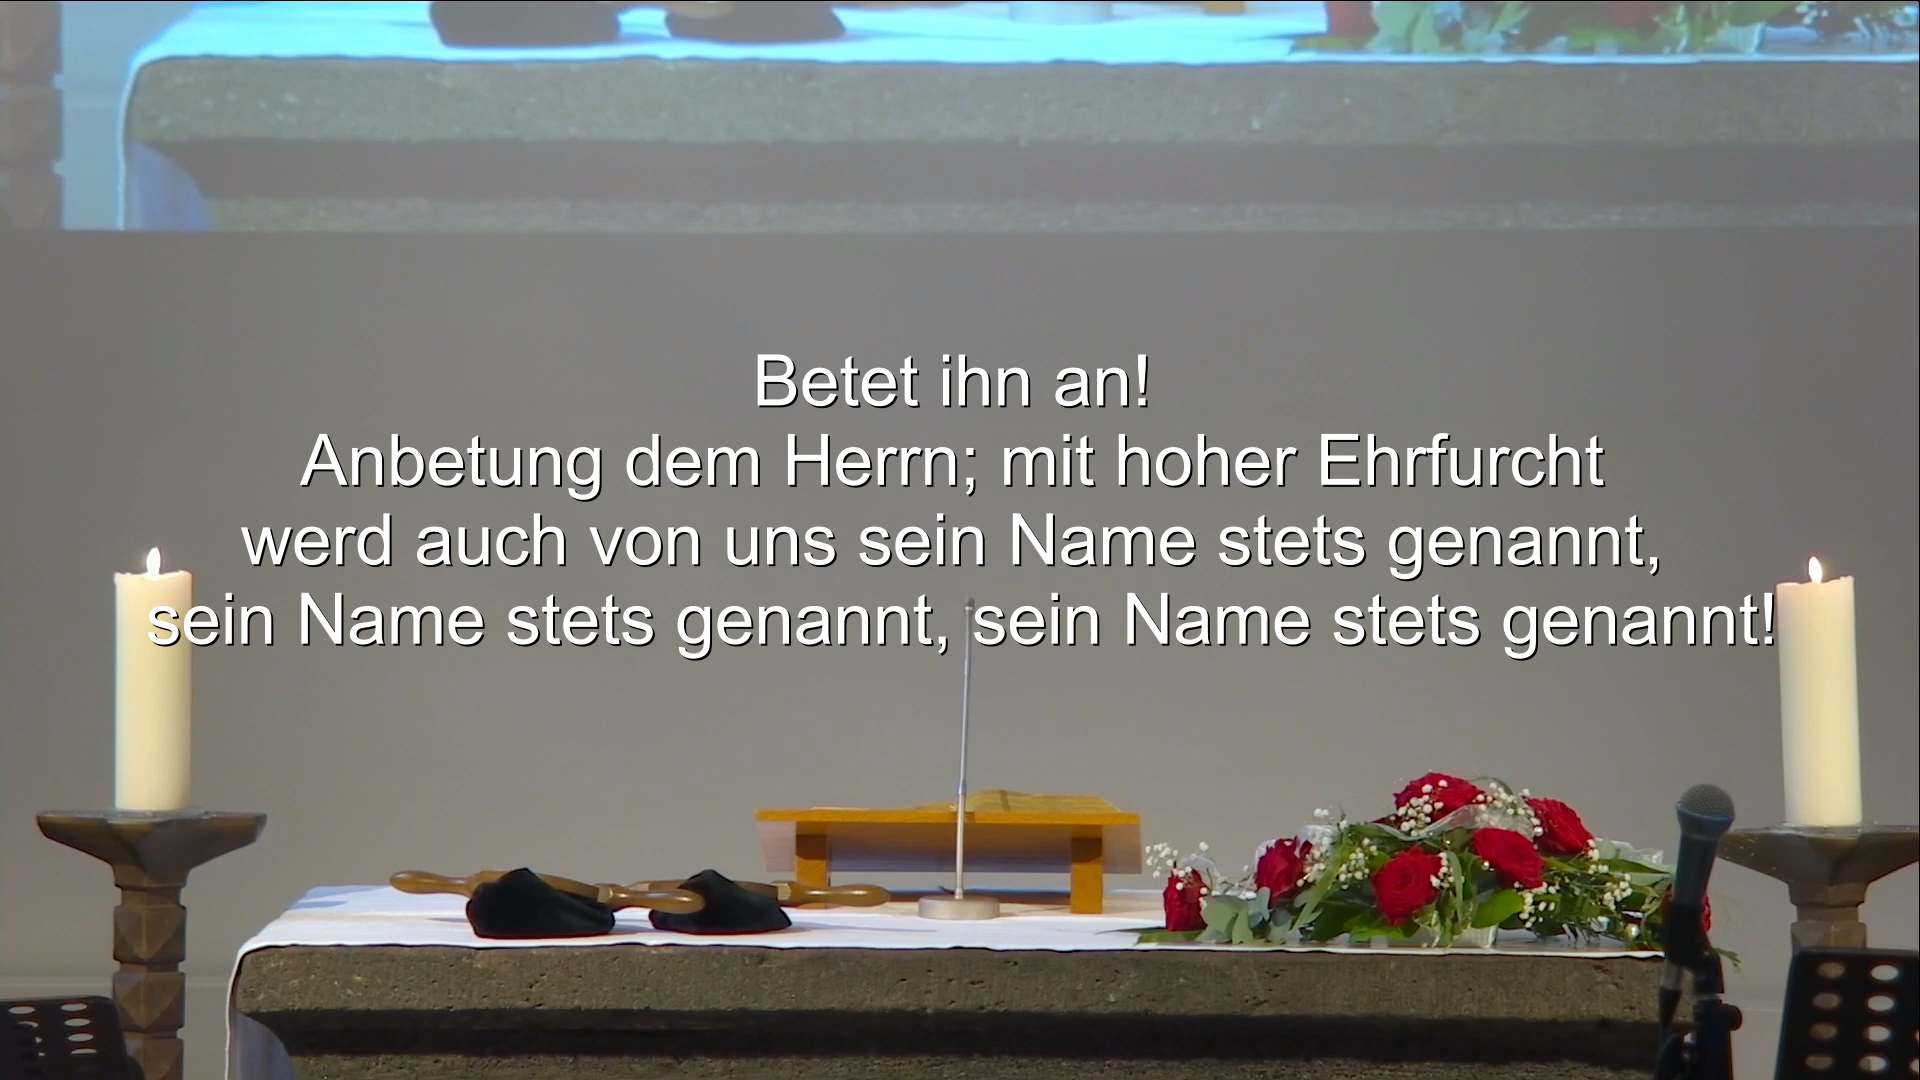 Betet ihn an!
Anbetung dem Herrn; mit hoher Ehrfurcht
werd auch von uns sein Name stets genannt,
sein Name stets genannt, sein Name stets genannt!